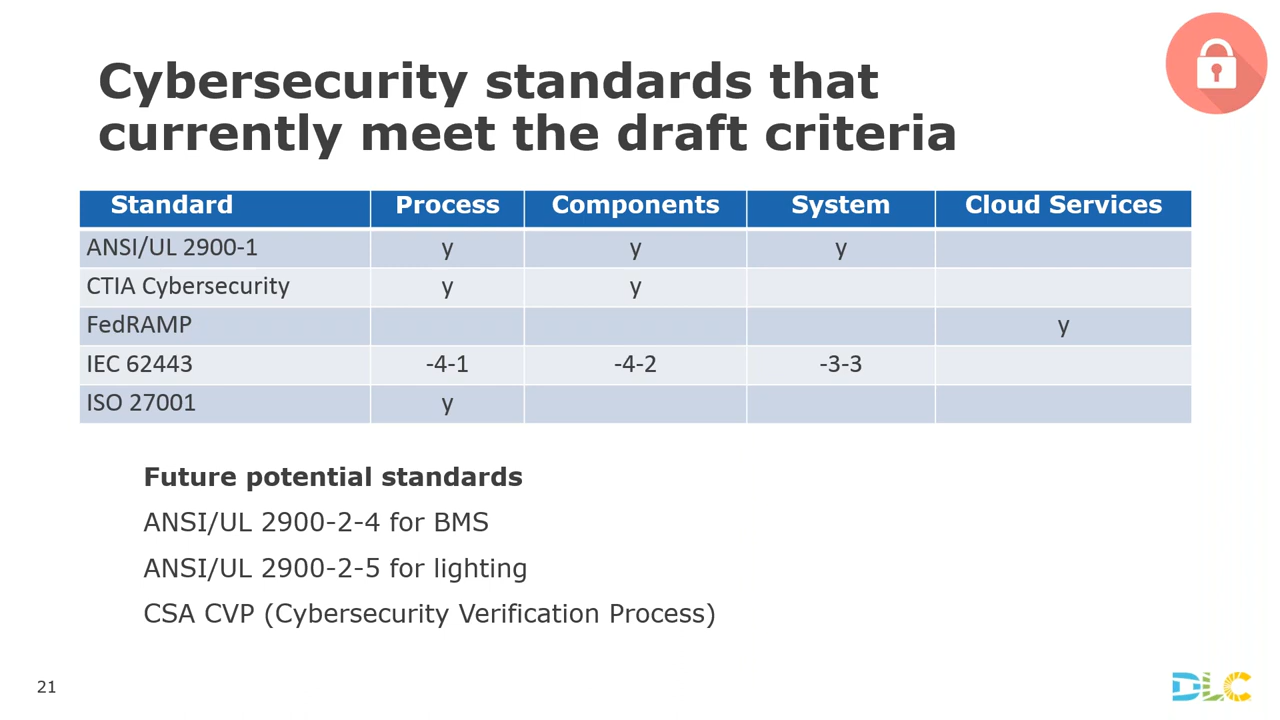 Cybersecurity standards that
currently meet the draft criteria
Standard Process Components System Cloud Services
ANSI/UL 2900-1 y y y
CTIA Cybersecurity y y
FedRAMP y
IEC 62443 -4-1 -4-2 -3-3
ISO 27001 y
Future potential standards
ANSI/UL 2900-2-4 for BMS
ANSI/UL 2900-2-5 for lighting
CSA CVP (Cybersecurity Verification Process)
21
DLC